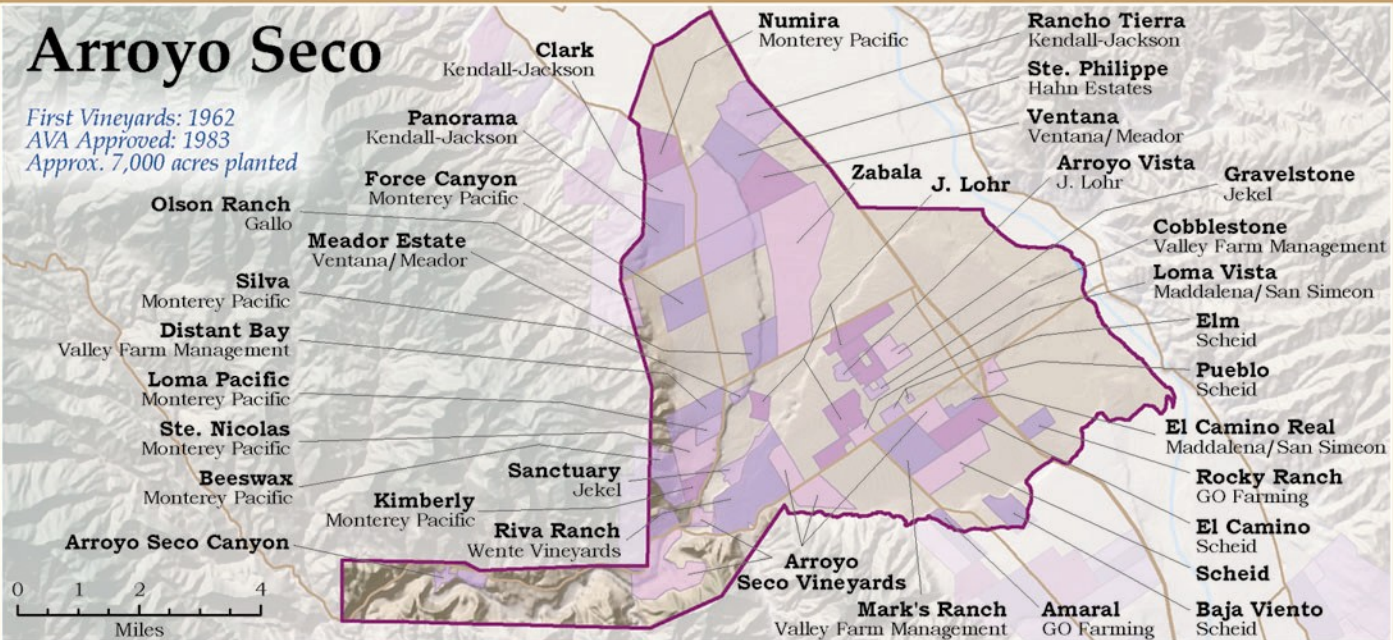 Arroyo Seco
First Vineyards: 1962
AVA Approved: 1983
Approx. 7,000 acres planted
Clark
Kendall-Jackson
Panorama
Kendall-Jackson
Force Canyon
Monterey Pacific
Olson Ranch
Gallo
Meador Estate
Ventana/Meador
Silva
Monterey Pacific
Distant Bay
Valley Farm Management
Loma Pacific
Monterey Pacific
Ste. Nicolas
Monterey Pacific
Beeswax
Monterey Pacific
Sanctuary
Jekel
Kimberly
Monterey Pacific
Riva Ranch
Wente Vineyards
Arroyo Seco Canyon
0 1 2 4
Miles
Numira
Monterey Pacific
Rancho Tierra
Kendall-Jackson
Ste. Philippe
Hahn Estates
Ventana
Ventana/Meador
Zabala
J. Lohr
Arroyo Vista
J. Lohr
Gravelstone
Jekel
Cobblestone
Valley Farm Management
Loma Vista
Maddalena/San Simeon
Elm
Scheid
Pueblo
Scheid
El Camino Real
Maddalena/San Simeon
Rocky Ranch
GO Farming
El Camino
Scheid
Scheid
Baja Viento
Scheid
Arroyo
Seco Vineyards
Mark's Ranch
Valley Farm Management
Amaral
GO Farming